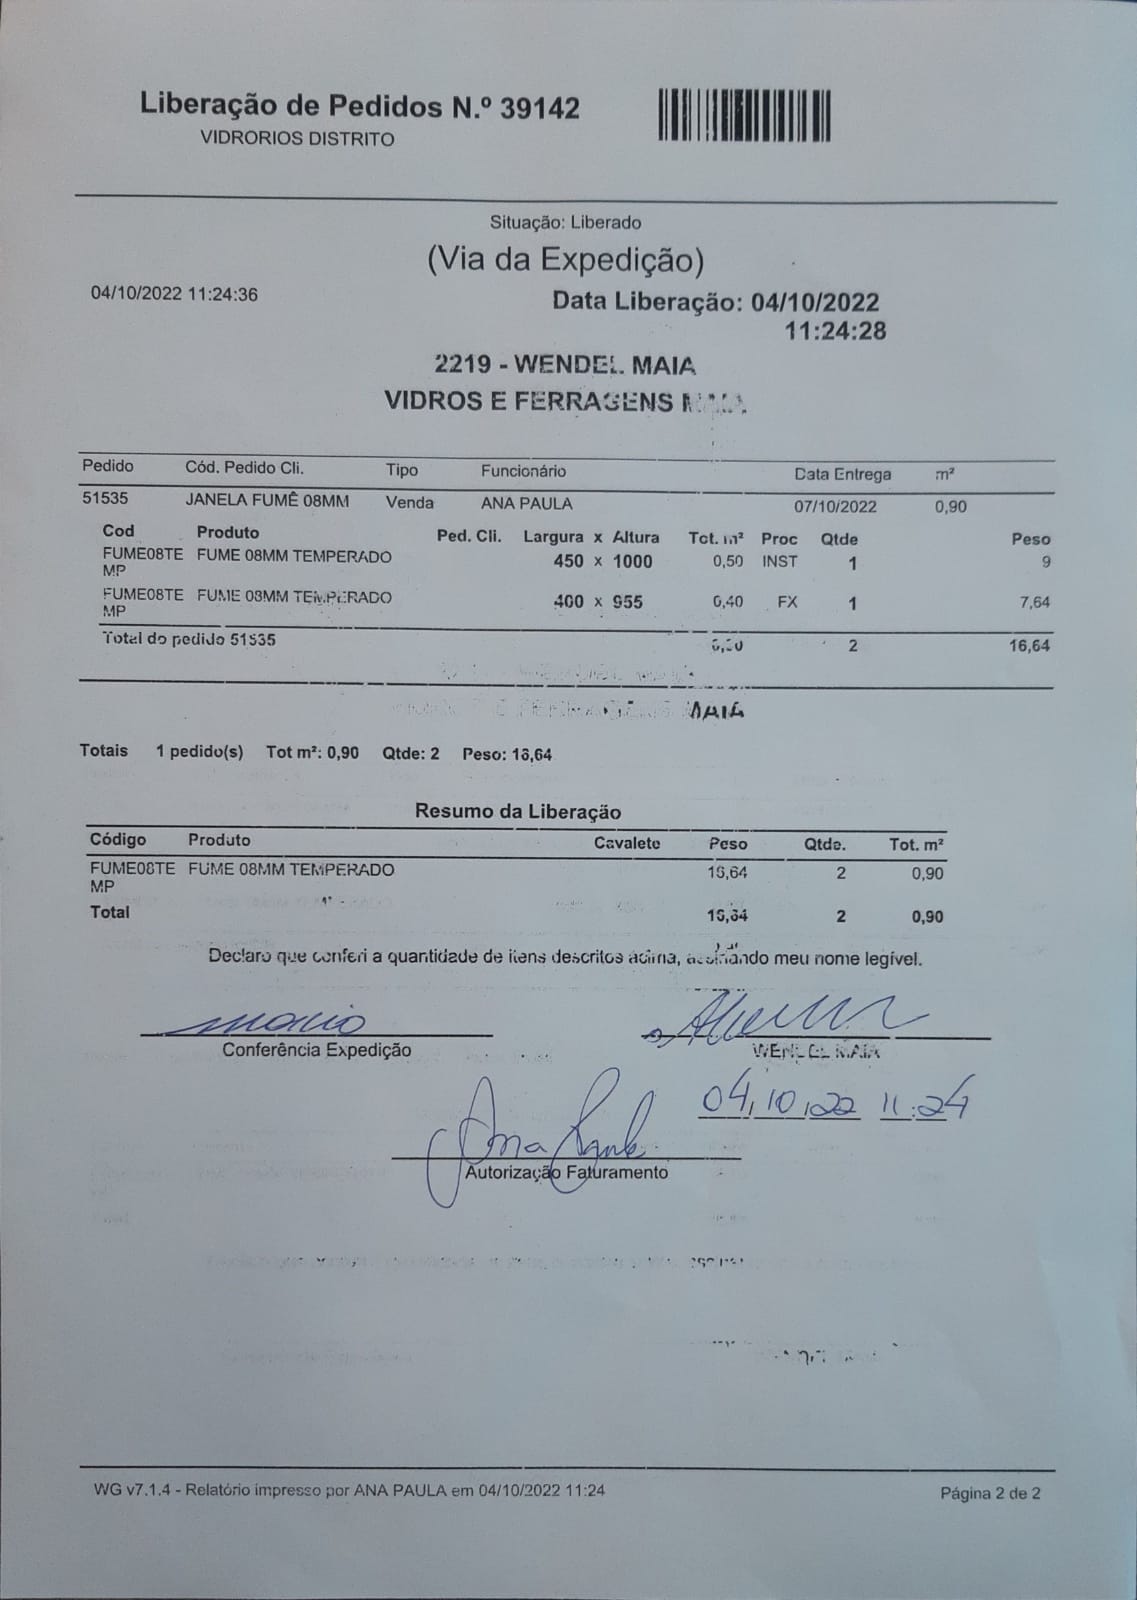 Liberação de Pedidos N.º 39142
VIDRORIOS DISTRITO
Situação: Liberado
(Via da Expedição)
04/10/2022 11:24:36
Data Liberação: 04/10/2022
11:24:28
2219 - WENDEL MAIA
VIDROS E FERRAGENS MAIA
Pedido Cód. Pedido Cli. Tipo Funcionário Data Entrega m²
51535 JANELA FUMÊ 08MM Venda ANA PAULA 07/10/2022 0,90
Cod Produto Ped. Cli. Largura x Altura Tot. m² Proc Qtde Peso
FUME08TE FUME 08MM TEMPERADO 450 x 1000 0,50 INST 1 9
MP
FUME08TE FUME 08MM TEMPERADO 400 x 955 0,40 FX 1 7,64
MP
Total do pedido 51535 0,90 2 16,64
MAIA
Totais 1 pedido(s) Tot m²: 0,90 Qtde: 2 Peso: 16,64
Resumo da Liberação
Código Produto Cavalete Peso Qtde. Tot. m²
FUME08TE FUME 08MM TEMPERADO 16,64 2 0,90
MP
Total 16,64 2 0,90
Declaro que conferi a quantidade de itens descritos acima, assinando meu nome legível.
Mario
Conferência Expedição
WENDEL MAIA
04,10,22 11:24
Ana Paula
Autorização Faturamento
WG v7.1.4 - Relatório impresso por ANA PAULA em 04/10/2022 11:24
Página 2 de 2